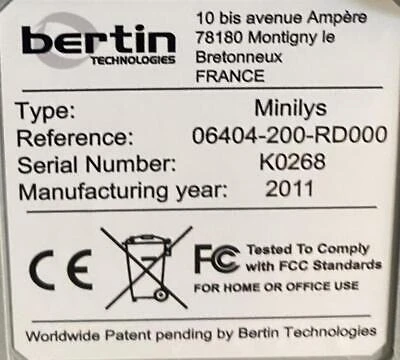 bertin
TECHNOLOGIES
10 bis avenue Ampère
78180 Montigny le
Bretonneux
FRANCE
Type: Minilys
Reference: 06404-200-RD000
Serial Number: K0268
Manufacturing year: 2011
CE
FC Tested To Comply
with FCC Standards
FOR HOME OR OFFICE USE
Worldwide Patent pending by Bertin Technologies